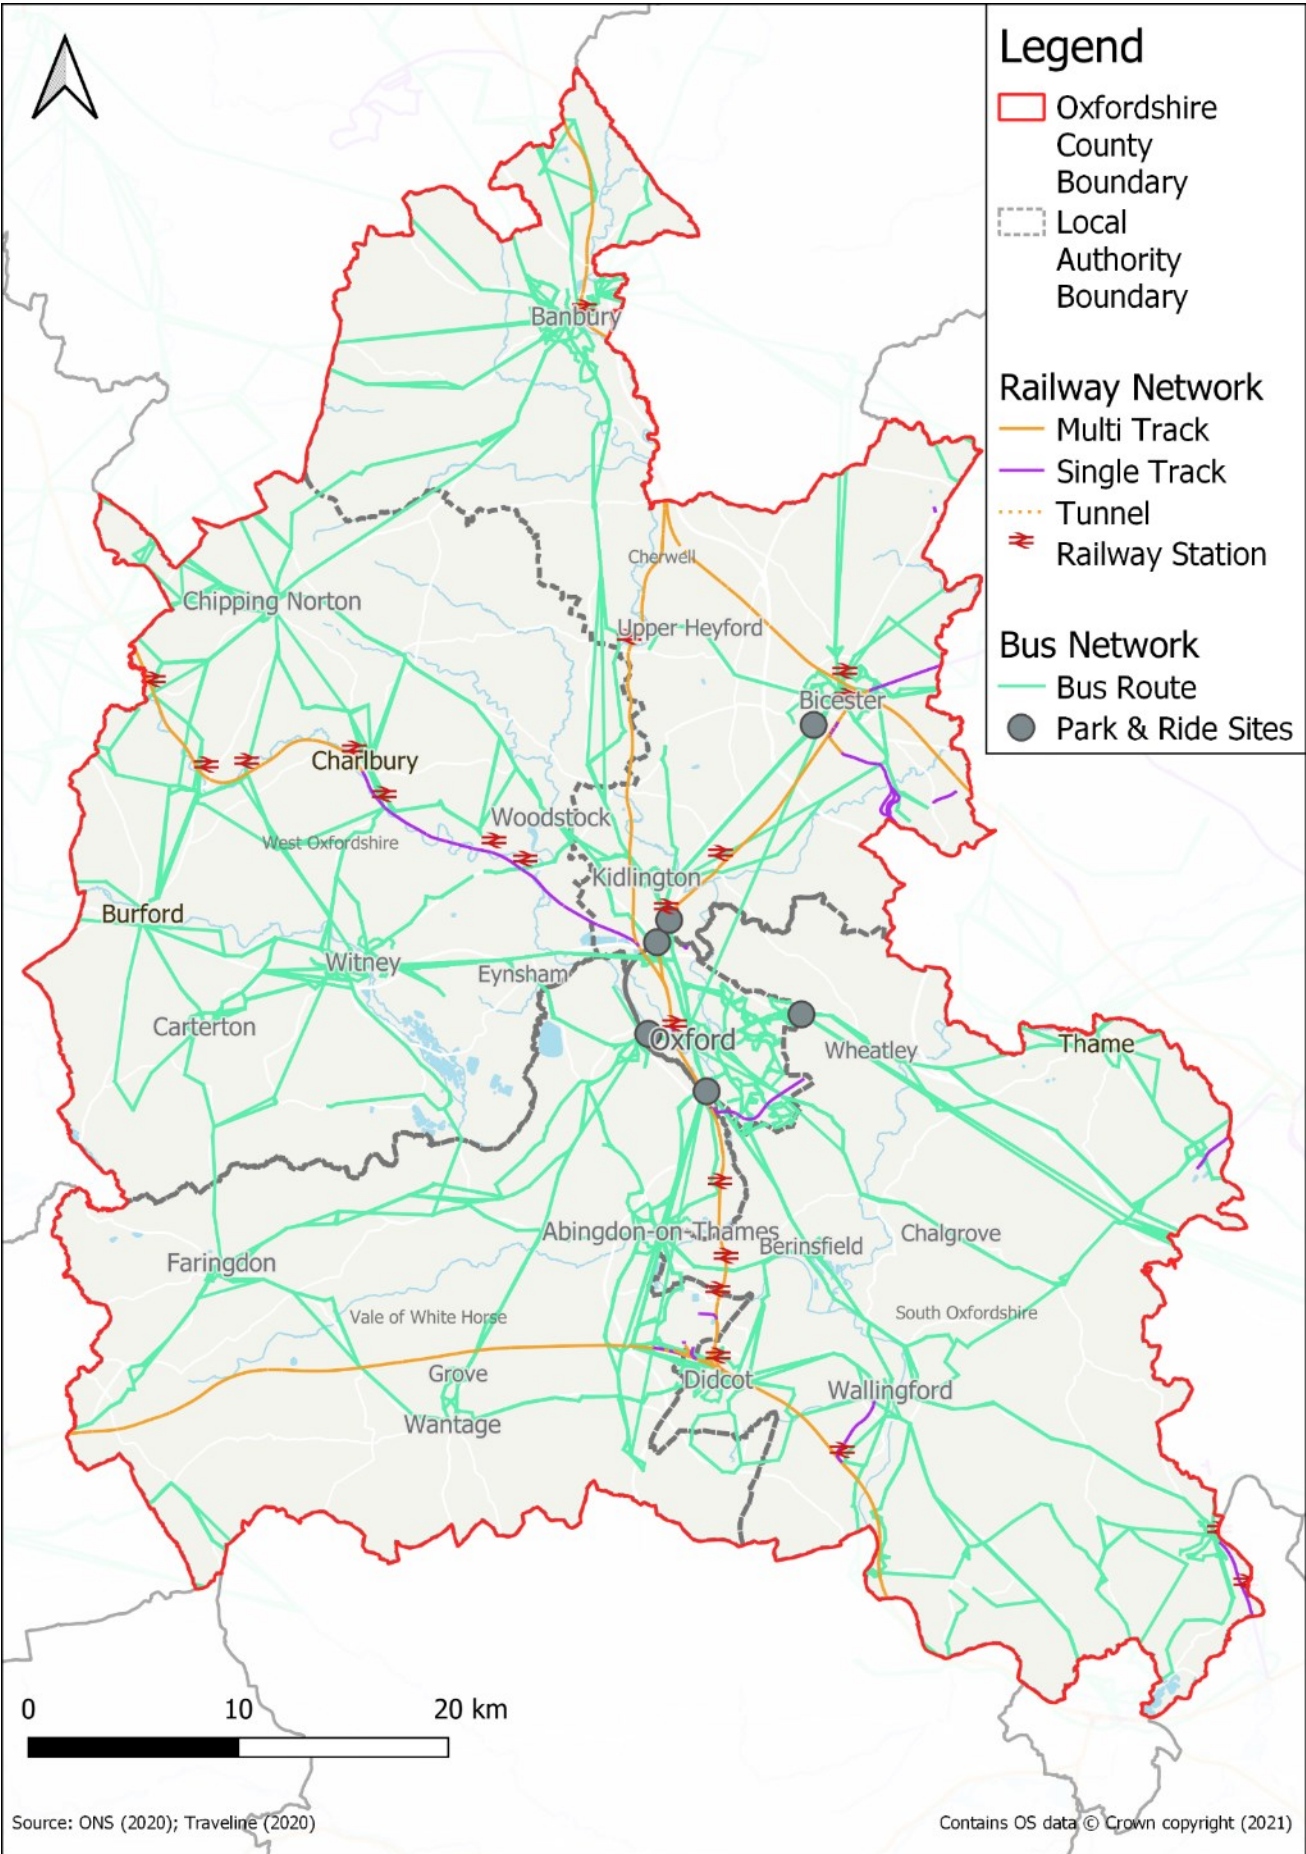 Legend
Oxfordshire
County
Boundary
Local
Authority
Boundary
Railway Network
Multi Track
Single Track
Tunnel
Railway Station
Bus Network
Bus Route
Park & Ride Sites
Banbury
Cherwell
Chipping Norton
Upper Heyford
Bicester
Charlbury
Woodstock
West Oxfordshire
Kidlington
Burford
Witney
Eynsham
Carterton
Oxford
Wheatley
Thame
Abingdon-on-Thames
Berinsfield
Chalgrove
Faringdon
Vale of White Horse
South Oxfordshire
Grove
Didcot
Wallingford
Wantage
0 10 20 km
Source: ONS (2020); Traveline (2020)
Contains OS data © Crown copyright (2021)